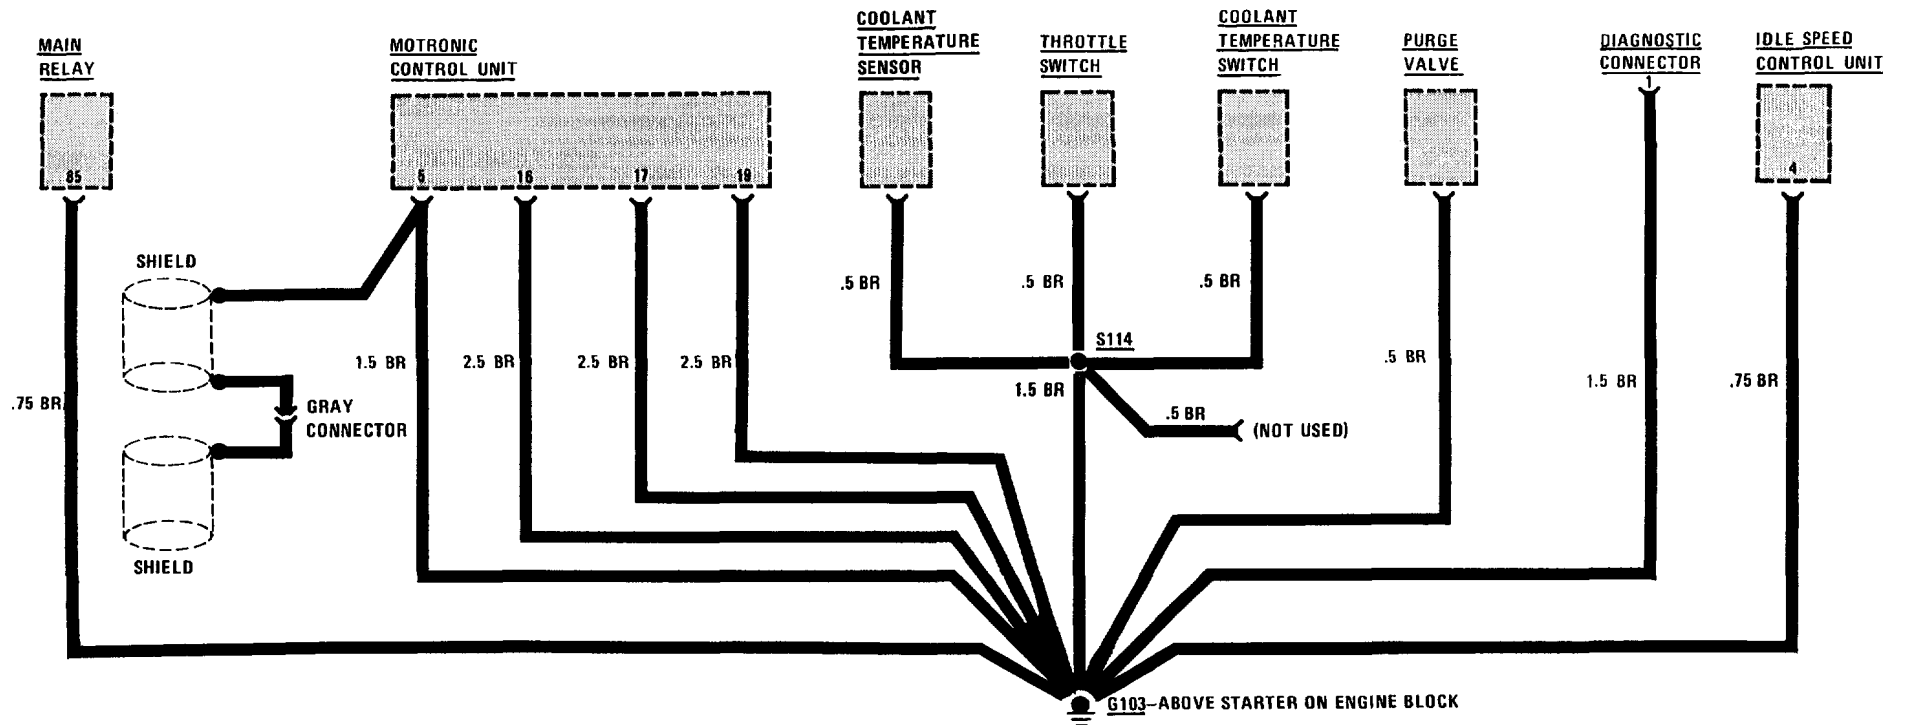 MAIN
RELAY
MOTRONIC
CONTROL UNIT
COOLANT
TEMPERATURE
SENSOR
THROTTLE
SWITCH
COOLANT
TEMPERATURE
SWITCH
PURGE
VALVE
DIAGNOSTIC
CONNECTOR
IDLE SPEED
CONTROL UNIT
85
5
16
17
19
1
4
SHIELD
.5 BR
.5 BR
.5 BR
S114
1.5 BR
2.5 BR
2.5 BR
2.5 BR
.5 BR
1.5 BR
.75 BR
1.5 BR
.75 BR
GRAY
CONNECTOR
.5 BR
(NOT USED)
SHIELD
G103-ABOVE STARTER ON ENGINE BLOCK